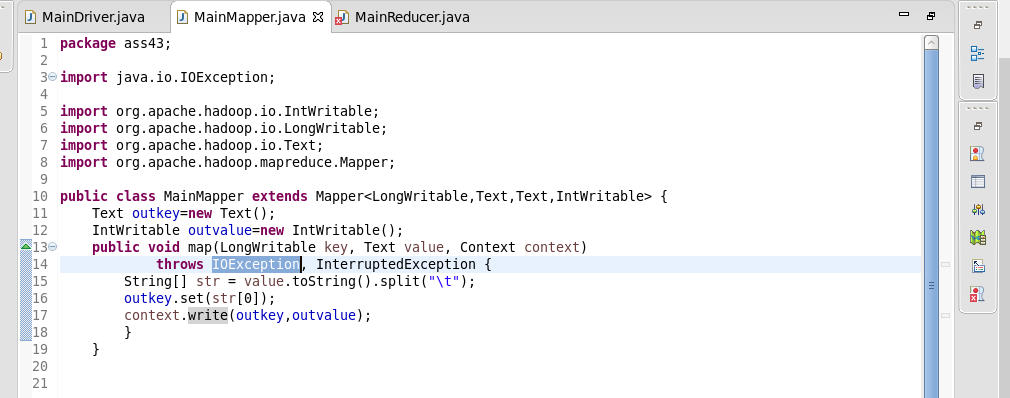 MainDriver.java MainMapper.java MainReducer.java
1 package ass43;
2
3 import java.io.IOException;
4
5 import org.apache.hadoop.io.IntWritable;
6 import org.apache.hadoop.io.LongWritable;
7 import org.apache.hadoop.io.Text;
8 import org.apache.hadoop.mapreduce.Mapper;
9
10 public class MainMapper extends Mapper<LongWritable,Text,Text,IntWritable> {
11     Text outkey=new Text();
12     IntWritable outvalue=new IntWritable();
13     public void map(LongWritable key, Text value, Context context)
14             throws IOException, InterruptedException {
15         String[] str = value.toString().split("\t");
16         outkey.set(str[0]);
17         context.write(outkey,outvalue);
18         }
19     }
20
21